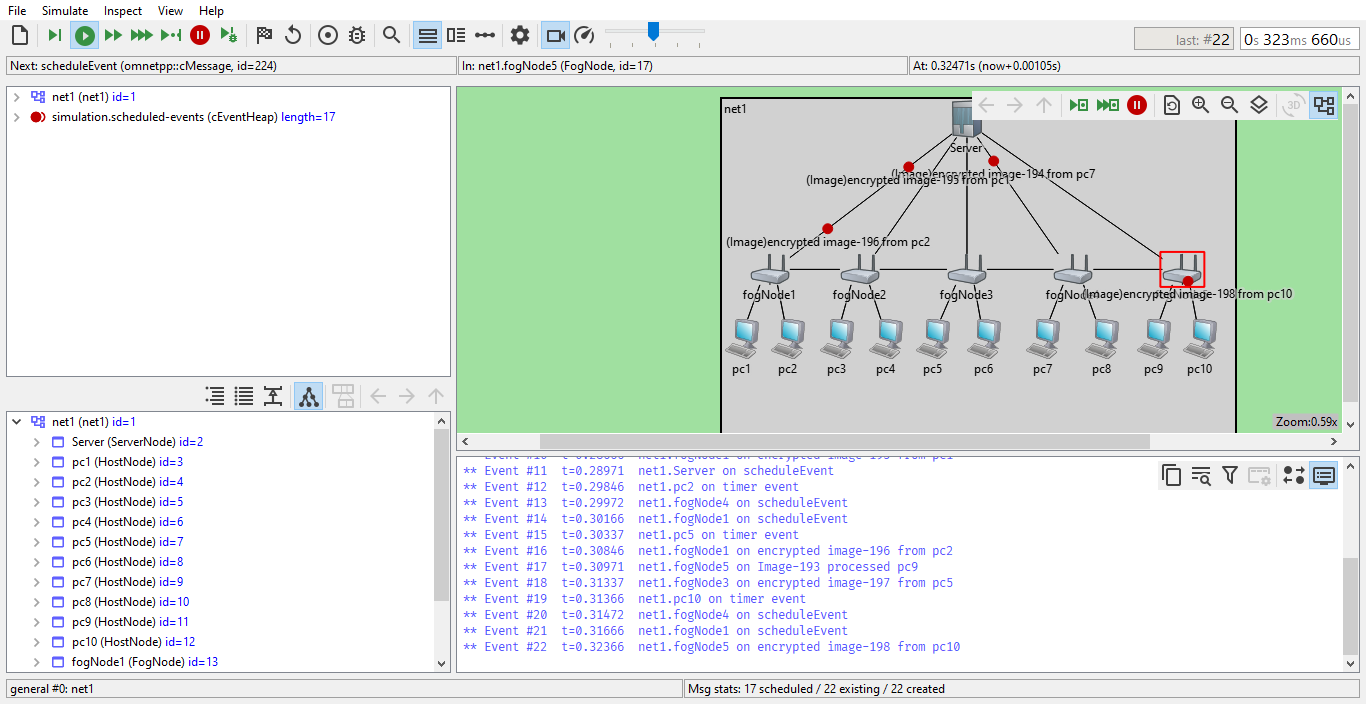 File Simulate Inspect View Help
last: #22
0s 323ms 660us
Next: scheduleEvent (omnetpp::cMessage, id=224)
In: net1.fogNode5 (FogNode, id=17)
At: 0.32471s (now+0.00105s)
net1 (net1) id=1
simulation.scheduled-events (cEventHeap) length=17
net1
3D
Server
(Image)encrypted image-194 from pc7
(Image)encrypted image-195 from pc1
(Image)encrypted image-196 from pc2
fogNode1 fogNode2 fogNode3
(Image)encrypted image-198 from pc10
pc1 pc2 pc3 pc4 pc5 pc6 pc7 pc8 pc9 pc10
Zoom:0.59x
net1 (net1) id=1
Server (ServerNode) id=2
pc1 (HostNode) id=3
pc2 (HostNode) id=4
pc3 (HostNode) id=5
pc4 (HostNode) id=6
pc5 (HostNode) id=7
pc6 (HostNode) id=8
pc7 (HostNode) id=9
pc8 (HostNode) id=10
pc9 (HostNode) id=11
pc10 (HostNode) id=12
fogNode1 (FogNode) id=13
** Event #11 t=0.28971 net1.Server on scheduleEvent
** Event #12 t=0.29846 net1.pc2 on timer event
** Event #13 t=0.29972 net1.fogNode4 on scheduleEvent
** Event #14 t=0.30166 net1.fogNode1 on scheduleEvent
** Event #15 t=0.30337 net1.pc5 on timer event
** Event #16 t=0.30846 net1.fogNode1 on encrypted image-196 from pc2
** Event #17 t=0.30971 net1.fogNode5 on Image-193 processed pc9
** Event #18 t=0.31337 net1.fogNode3 on encrypted image-197 from pc5
** Event #19 t=0.31366 net1.pc10 on timer event
** Event #20 t=0.31472 net1.fogNode4 on scheduleEvent
** Event #21 t=0.31666 net1.fogNode1 on scheduleEvent
** Event #22 t=0.32366 net1.fogNode5 on encrypted image-198 from pc10
general #0: net1
Msg stats: 17 scheduled / 22 existing / 22 created